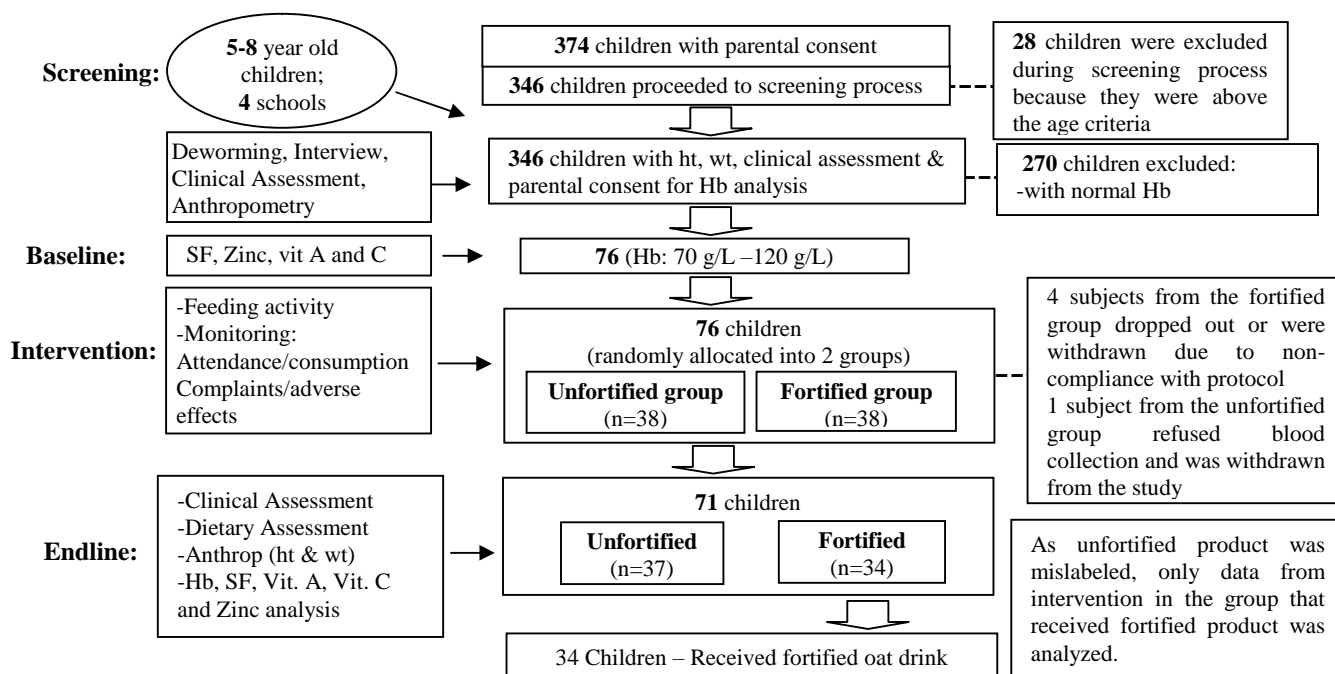 Screening:
5-8 year old
children;
4 schools
374 children with parental consent
346 children proceeded to screening process
28 children were excluded
during screening process
because they were above
the age criteria
Deworming, Interview,
Clinical Assessment,
Anthropometry
346 children with ht, wt, clinical assessment &
parental consent for Hb analysis
270 children excluded:
-with normal Hb
Baseline:
SF, Zinc, vit A and C
76 (Hb: 70 g/L –120 g/L)
Intervention:
-Feeding activity
-Monitoring:
Attendance/consumption
Complaints/adverse
effects
76 children
(randomly allocated into 2 groups)
Unfortified group
(n=38)
Fortified group
(n=38)
4 subjects from the fortified
group dropped out or were
withdrawn due to non-
compliance with protocol
1 subject from the unfortified
group refused blood
collection and was withdrawn
from the study
Endline:
-Clinical Assessment
-Dietary Assessment
-Anthrop (ht & wt)
-Hb, SF, Vit. A, Vit. C
and Zinc analysis
71 children
Unfortified
(n=37)
Fortified
(n=34)
As unfortified product was
mislabeled, only data from
intervention in the group that
received fortified product was
analyzed.
34 Children – Received fortified oat drink